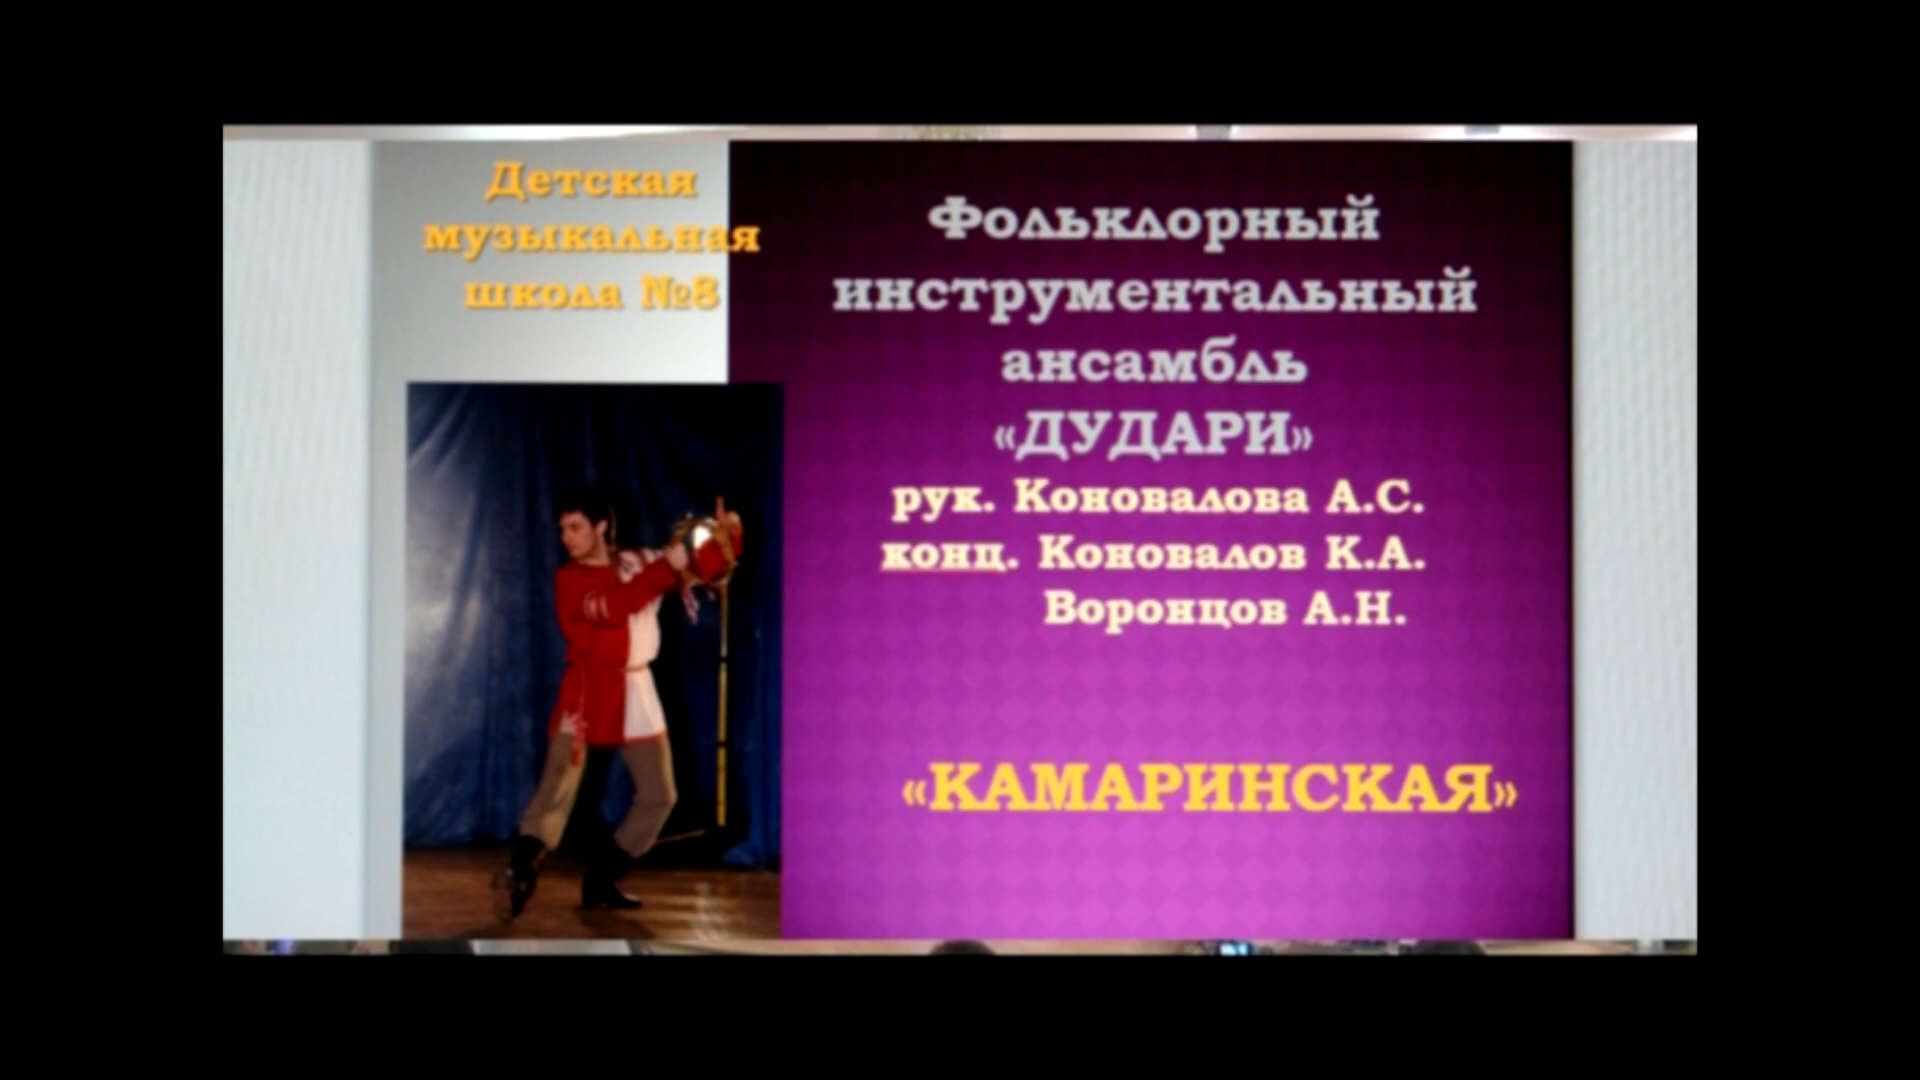 Детская
музыкальная
школа №8
Фольклорный
инструментальный
ансамбль
«ДУДАРИ»
рук. Коновалова А.С.
конц. Коновалов К.А.
Воронцов А.Н.
«КАМАРИНСКАЯ»